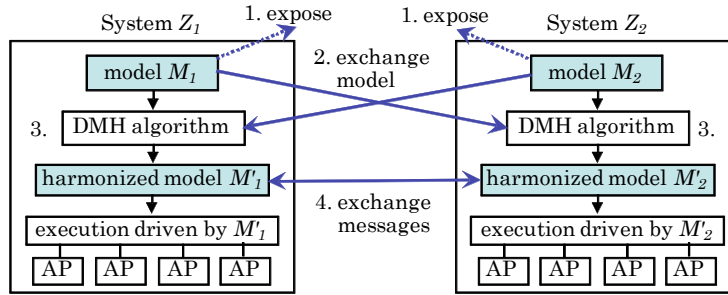 System Z1
1. expose
1. expose
System Z2
model M1
2. exchange
model
model M2
3.
DMH algorithm
DMH algorithm
3.
harmonized model M'1
harmonized model M'2
4. exchange
messages
execution driven by M'1
execution driven by M'2
AP AP AP AP
AP AP AP AP